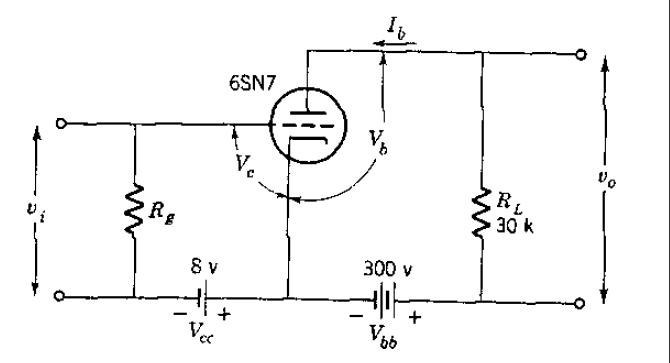 I_b
6SN7
V_c
V_b
v_i
R_g
v_o
R_L
30 k
8 v
300 v
− +
V_cc
− +
V_bb